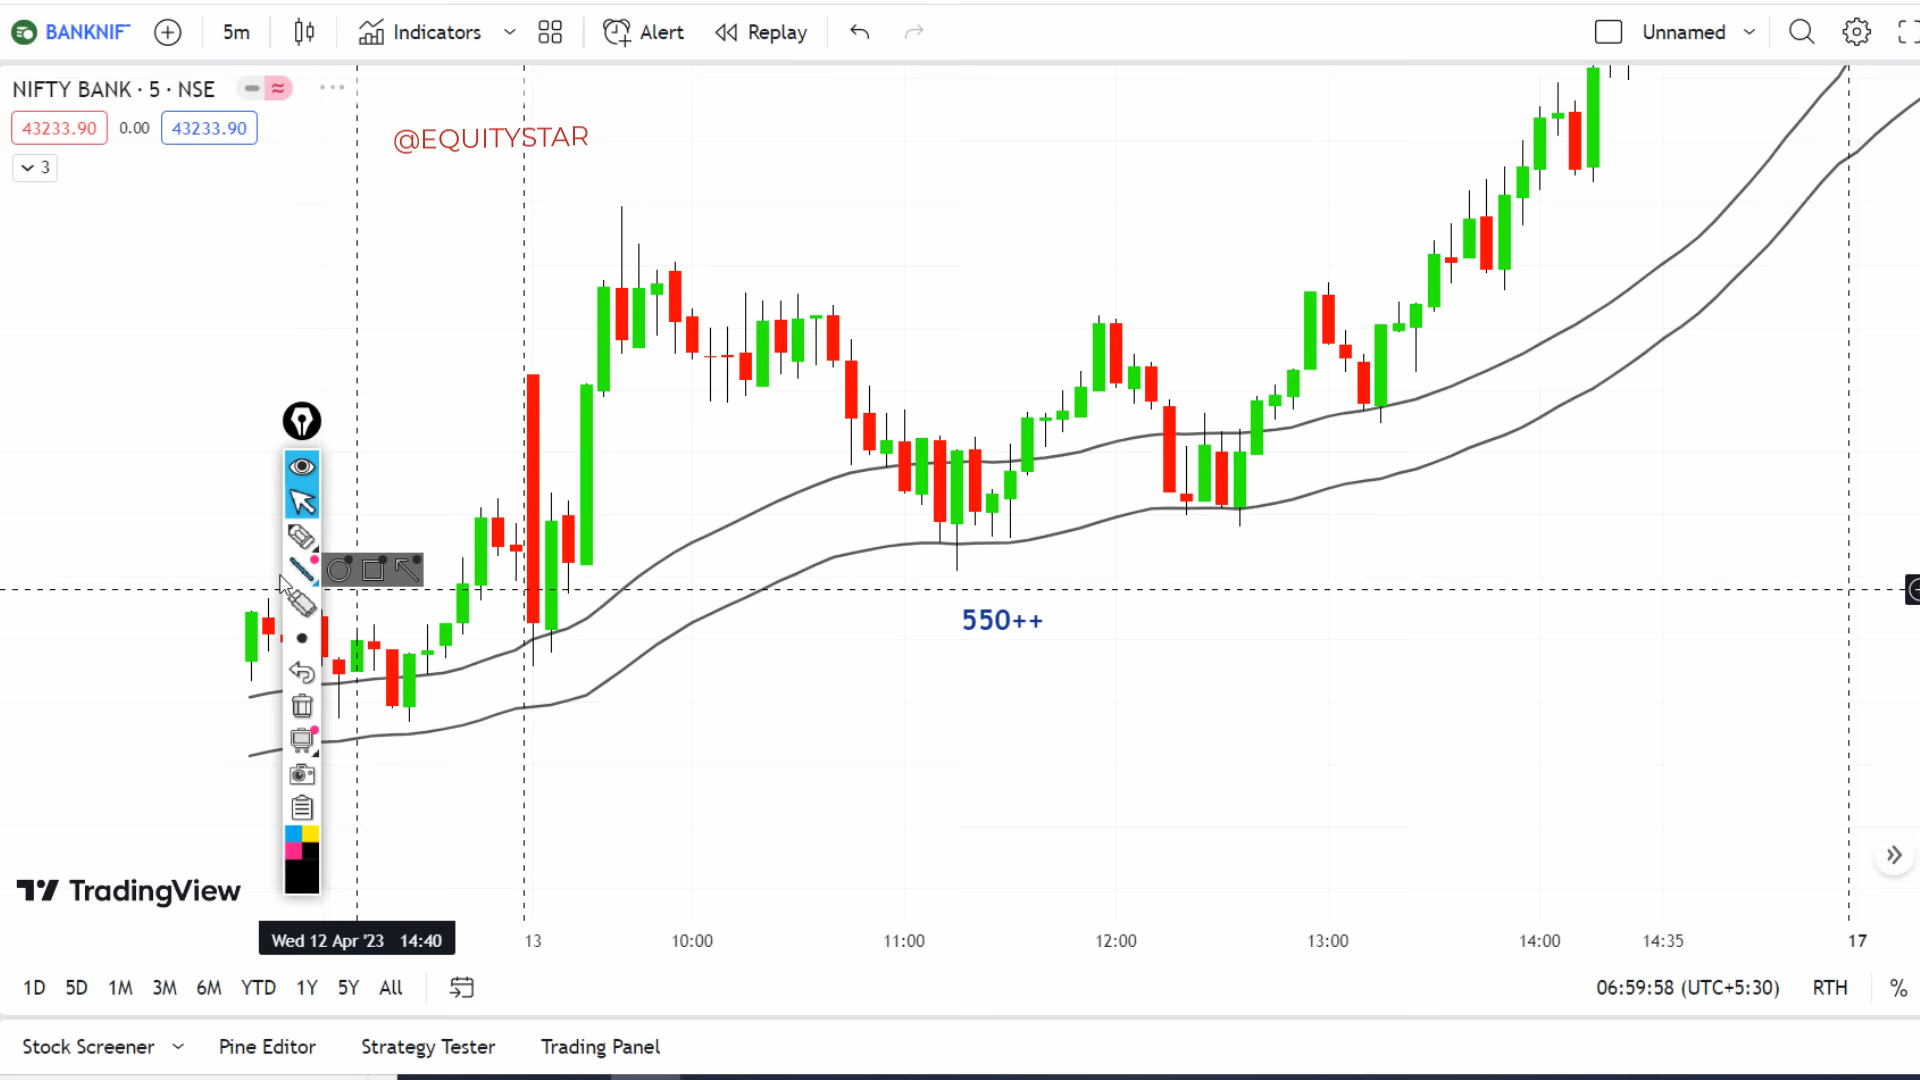 BANKNIFT
5m
Indicators
Alert
Replay
Unnamed
NIFTY BANK · 5 · NSE
43233.90 0.00 43233.90
3
@EQUITYSTAR
550++
TradingView
Wed 12 Apr '23 14:40
13 10:00 11:00 12:00 13:00 14:00 14:35 17
1D 5D 1M 3M 6M YTD 1Y 5Y All
06:59:58 (UTC+5:30) RTH %
Stock Screener Pine Editor Strategy Tester Trading Panel